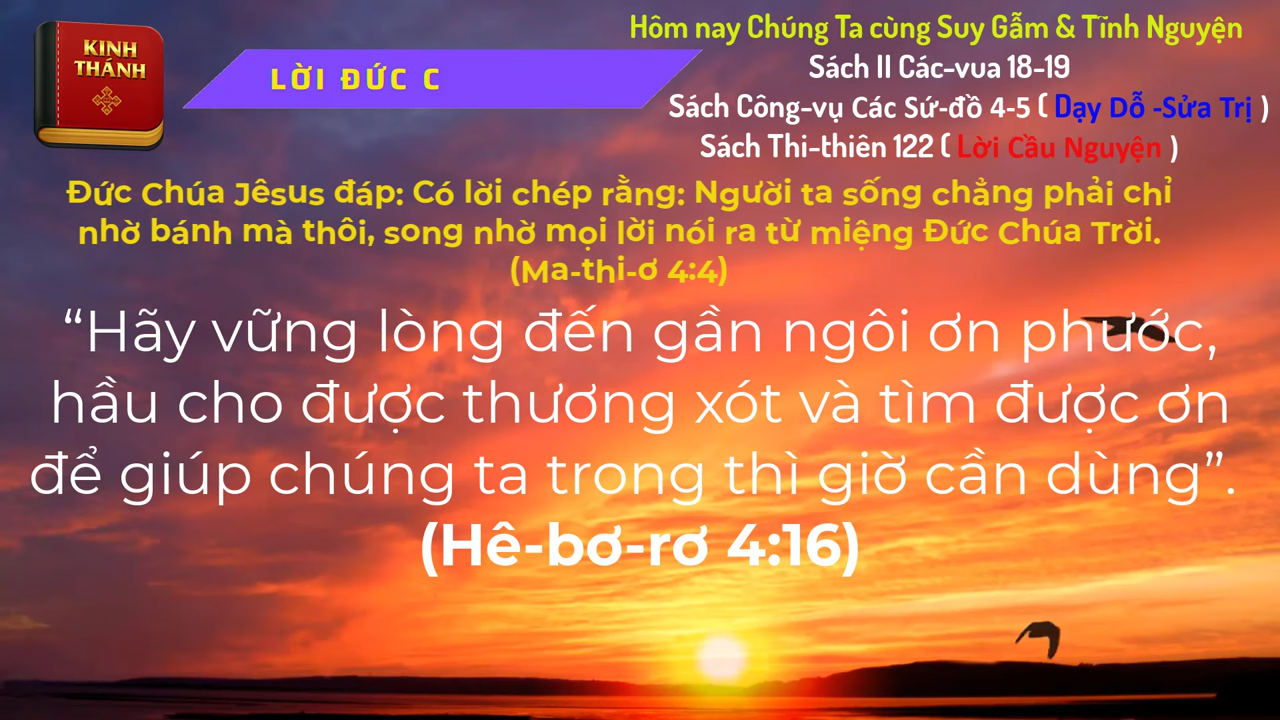 KINH
THÁNH
LỜI ĐỨC C
Hôm nay Chúng Ta cùng Suy Gẫm & Tĩnh Nguyện
Sách II Các-vua 18-19
Sách Công-vụ Các Sứ-đồ 4-5 ( Dạy Dỗ -Sửa Trị )
Sách Thi-thiên 122 ( Lời Cầu Nguyện )
Đức Chúa Jêsus đáp: Có lời chép rằng: Người ta sống chẳng phải chỉ
nhờ bánh mà thôi, song nhờ mọi lời nói ra từ miệng Đức Chúa Trời.
(Ma-thi-ơ 4:4)
“Hãy vững lòng đến gần ngôi ơn phước,
hầu cho được thương xót và tìm được ơn
để giúp chúng ta trong thì giờ cần dùng”.
(Hê-bơ-rơ 4:16)